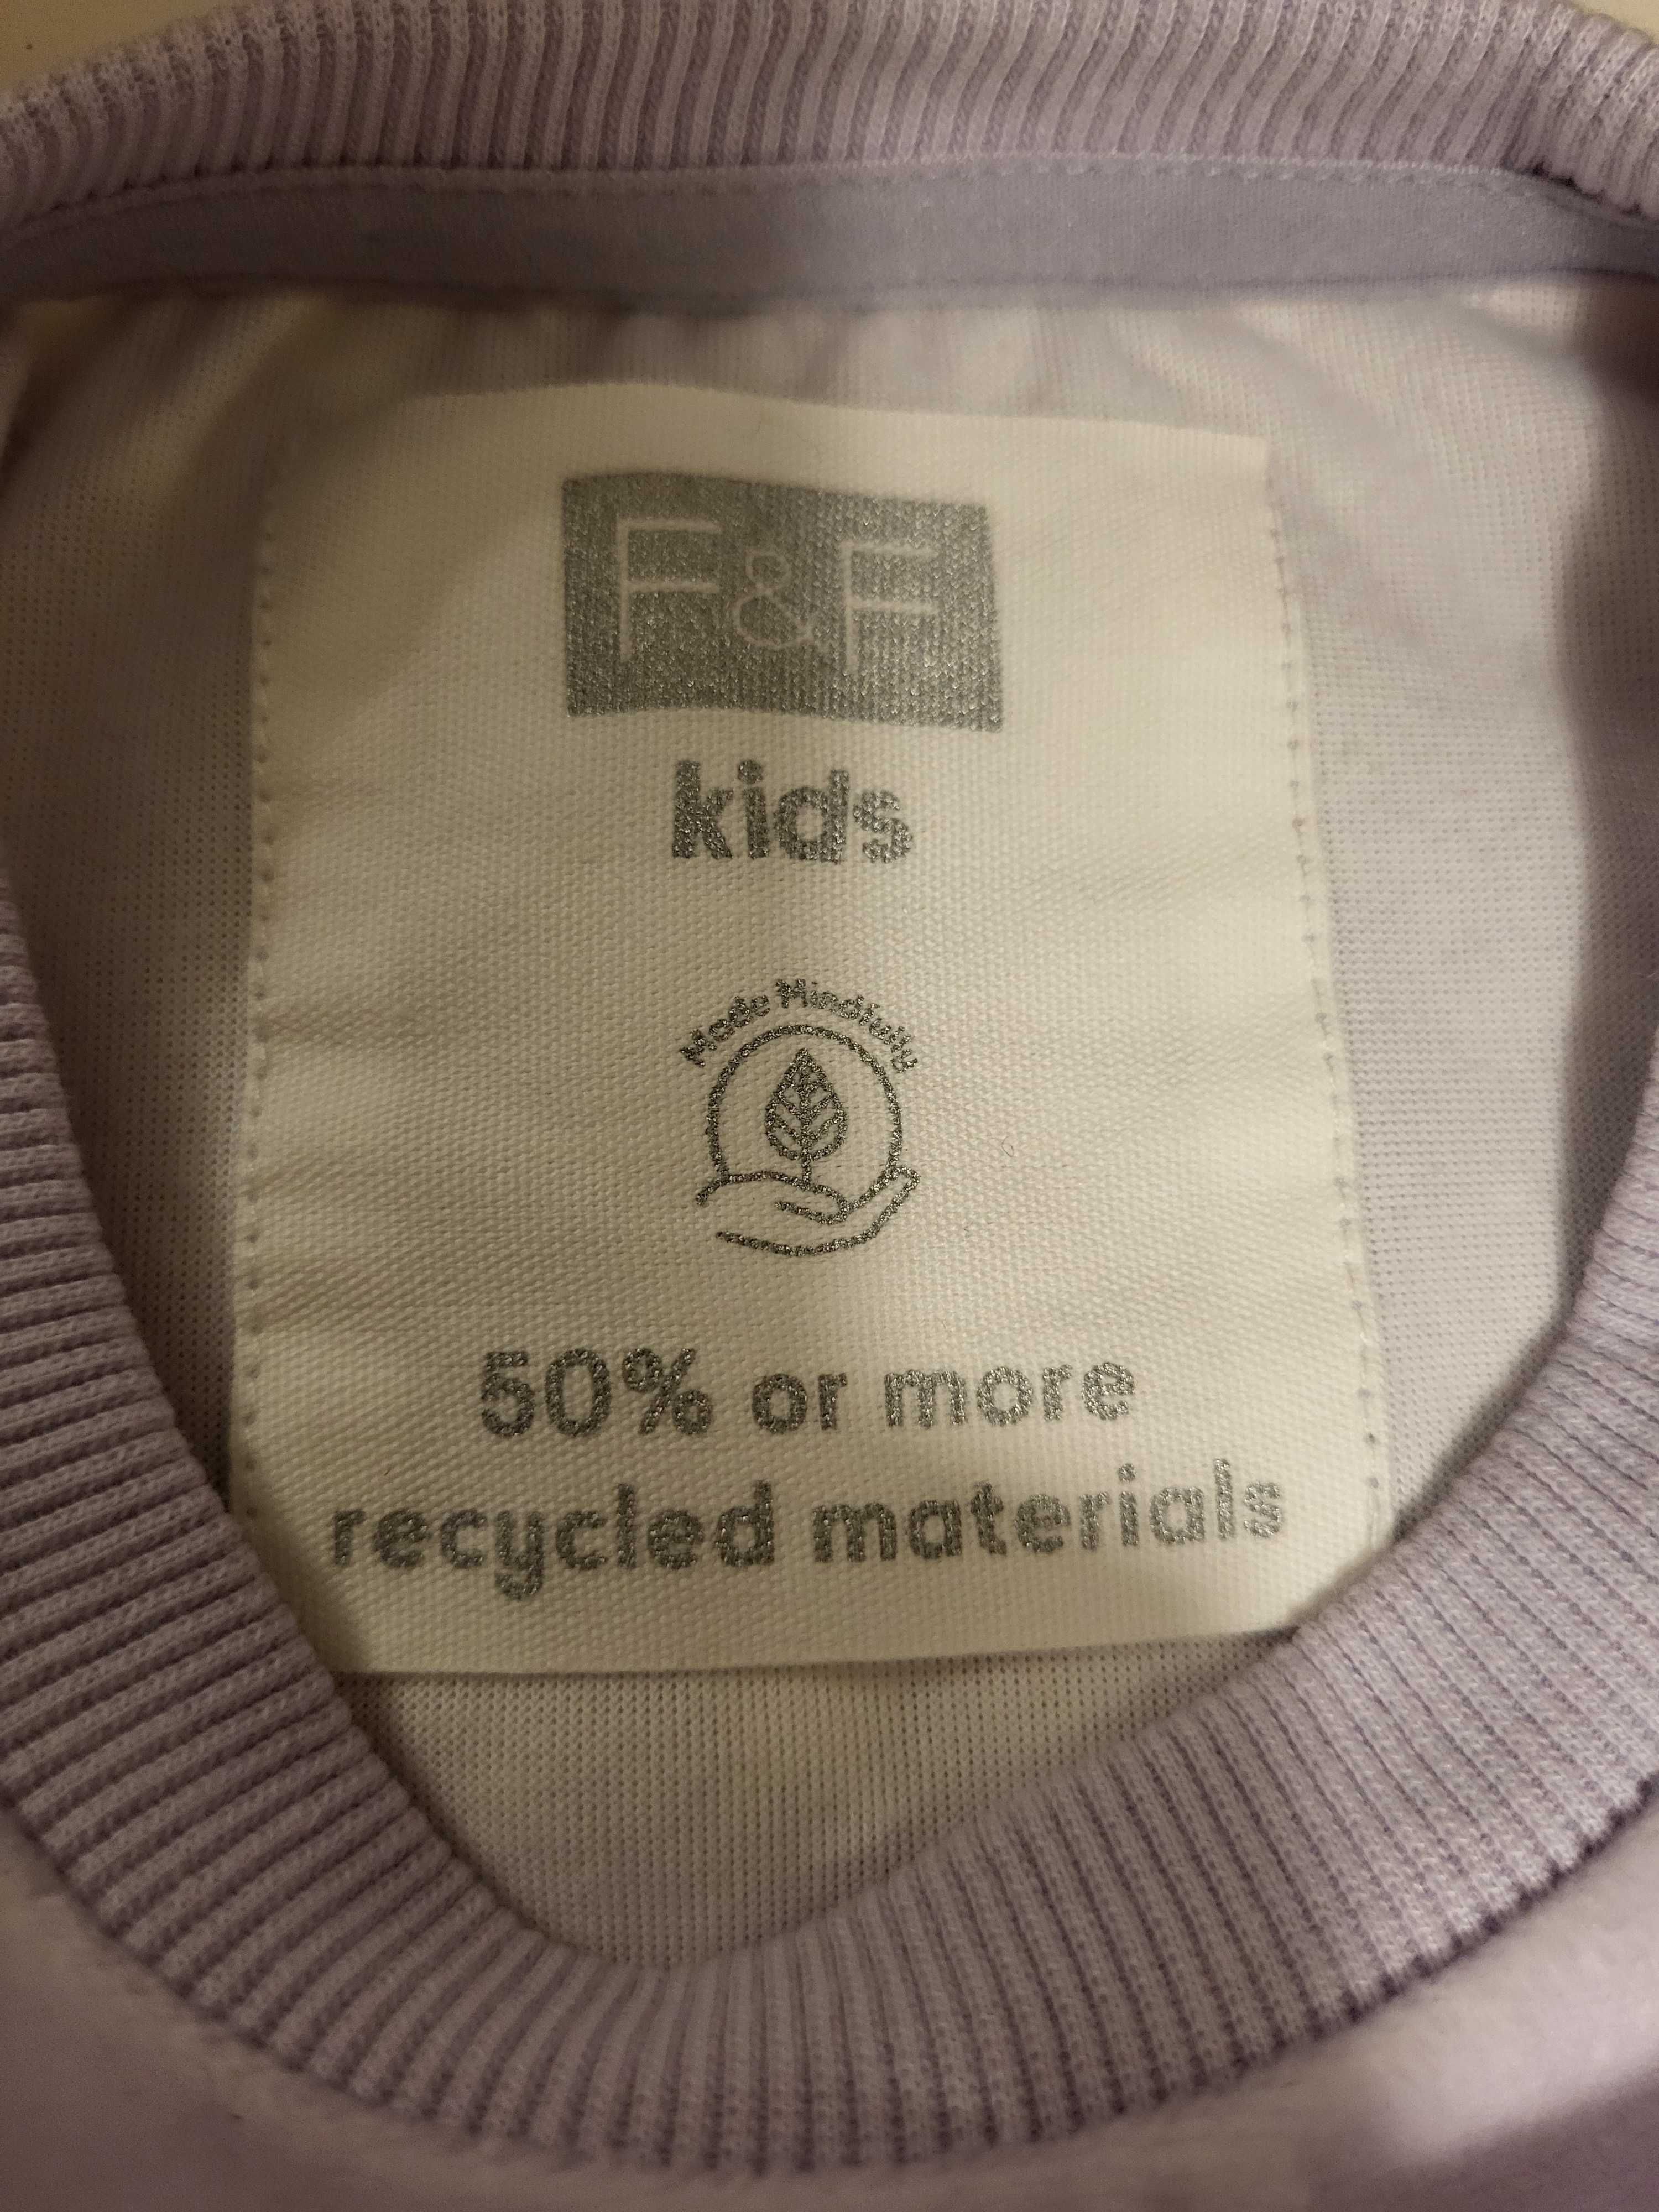 F&F
kids
Made Mindfully
50% or more
recycled materials